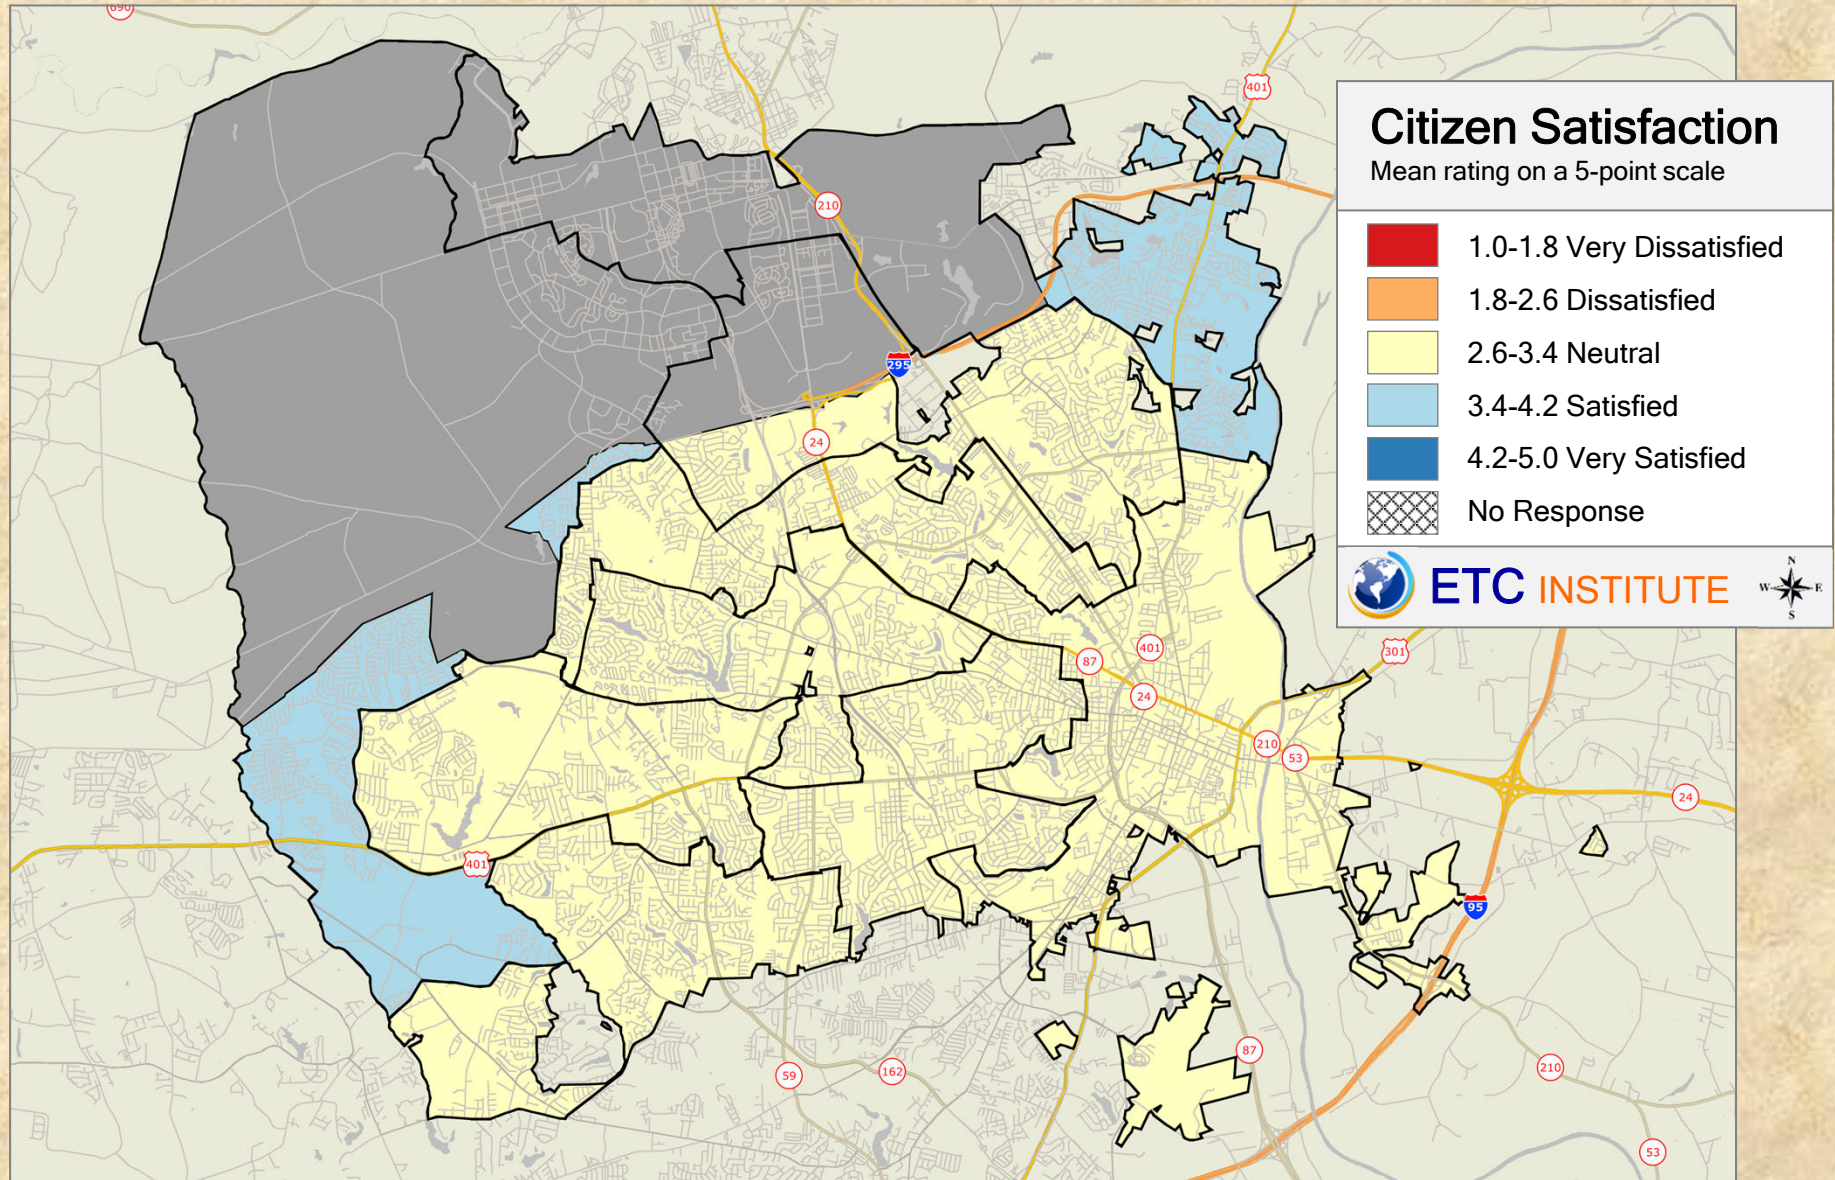 690
401
Citizen Satisfaction
Mean rating on a 5-point scale
1.0-1.8 Very Dissatisfied
1.8-2.6 Dissatisfied
2.6-3.4 Neutral
3.4-4.2 Satisfied
4.2-5.0 Very Satisfied
No Response
ETC INSTITUTE
N
W E
S
210
295
24
401
87
24
301
210
53
24
401
95
87
59
162
210
53